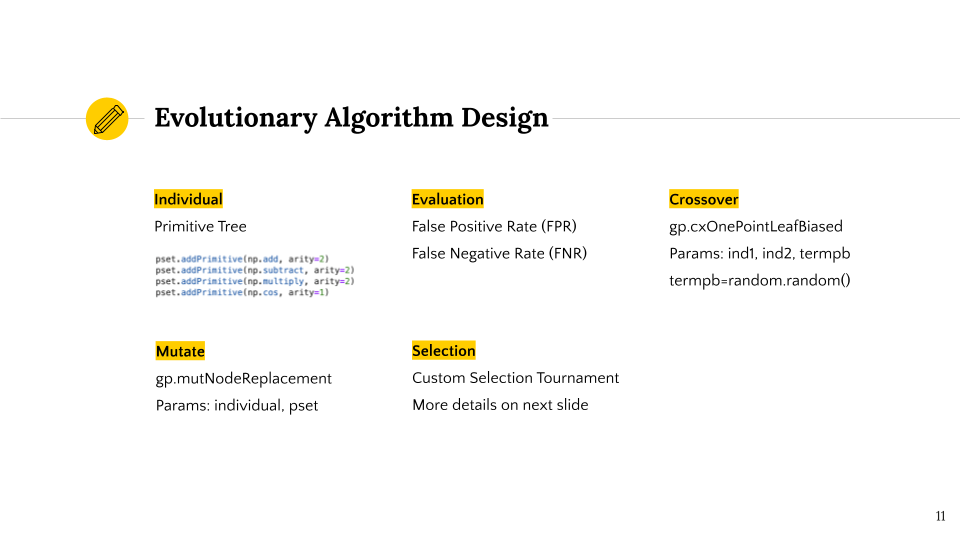 Evolutionary Algorithm Design
Individual
Primitive Tree
pset.addPrimitive(np.add, arity=2)
pset.addPrimitive(np.subtract, arity=2)
pset.addPrimitive(np.multiply, arity=2)
pset.addPrimitive(np.cos, arity=1)
Evaluation
False Positive Rate (FPR)
False Negative Rate (FNR)
Crossover
gp.cxOnePointLeafBiased
Params: ind1, ind2, termpb
termpb=random.random()
Mutate
gp.mutNodeReplacement
Params: individual, pset
Selection
Custom Selection Tournament
More details on next slide
11